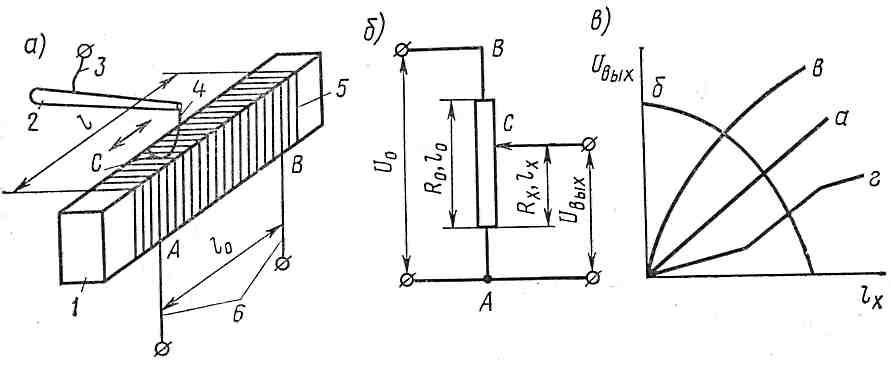 а)
3
4
5
2
l
C
B
A
l₀
1
6
б)
B
U₀
R₀, l₀
C
Rₓ, lₓ
Uвых
A
в)
Uвых
б
в
а
г
lₓ